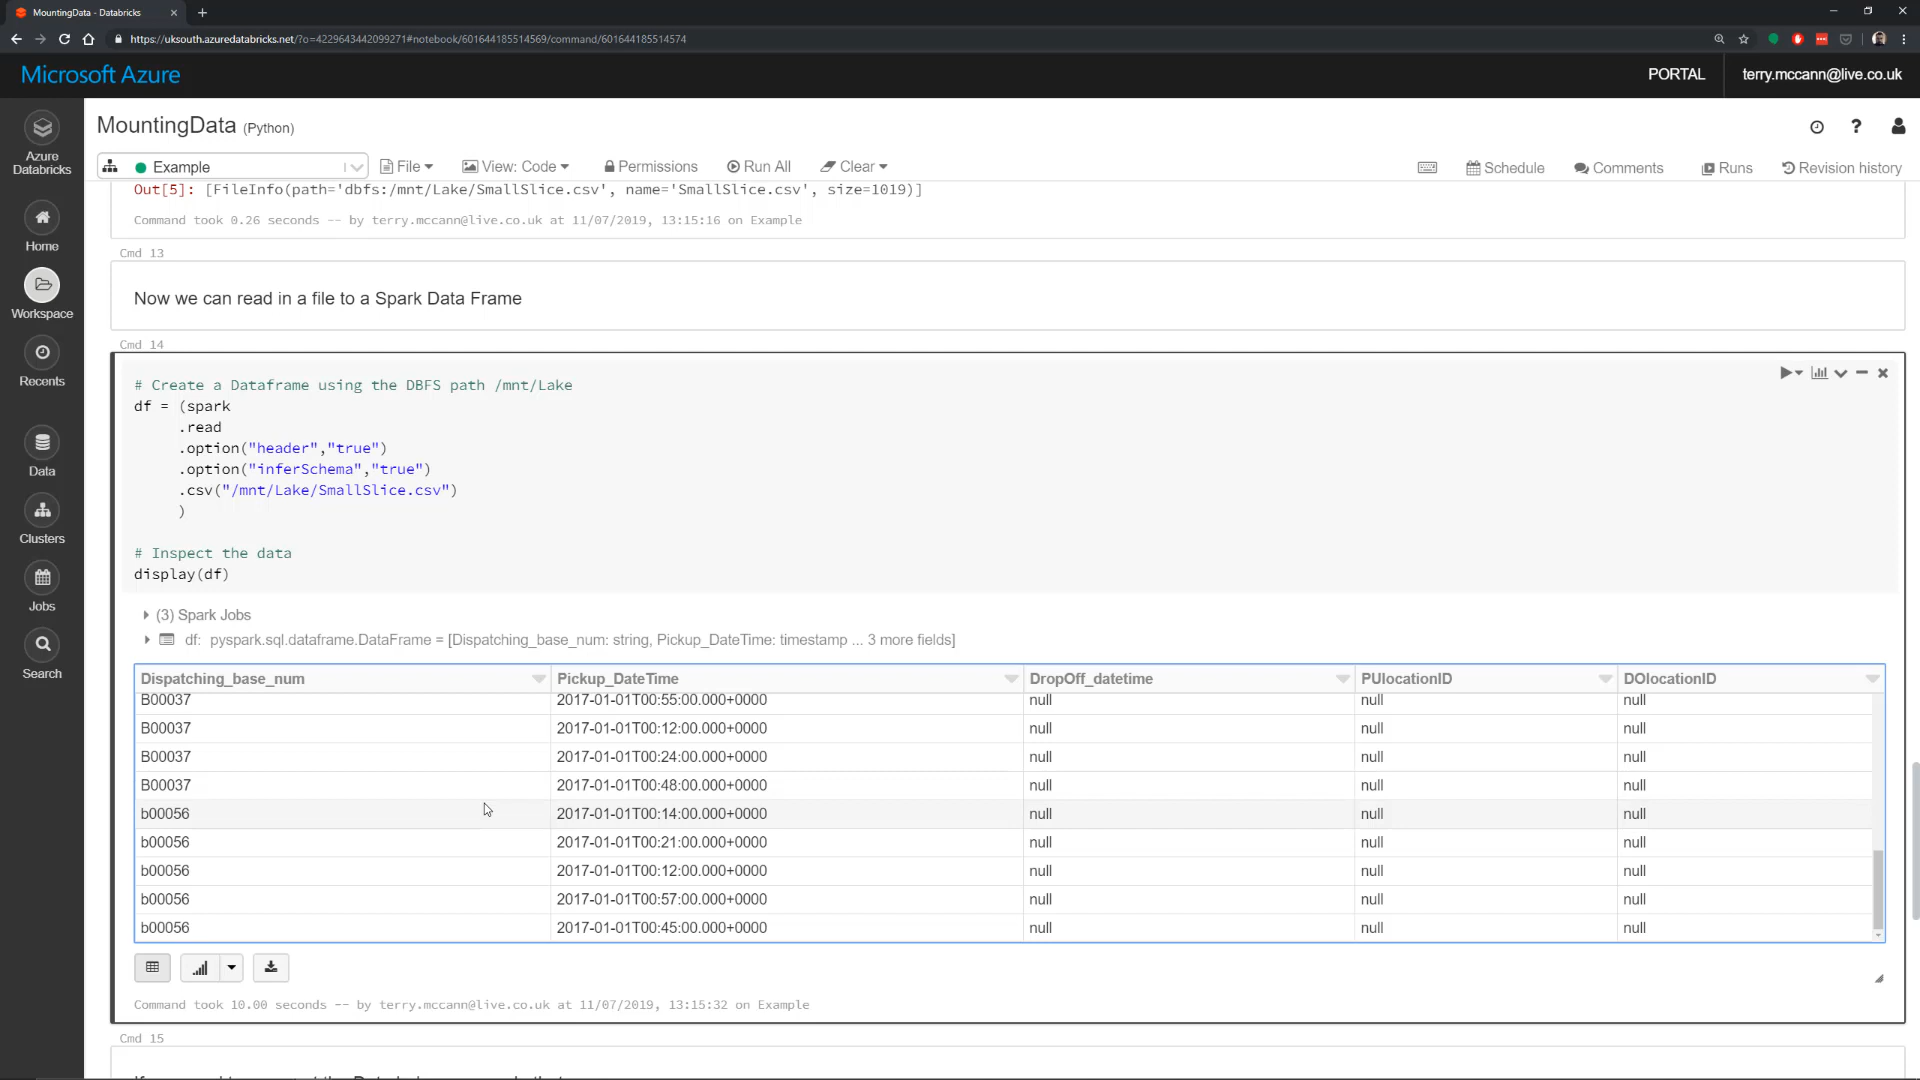 MountingData - Databricks
https://uksouth.azuredatabricks.net/?o=4229643442099271#notebook/601644185514569/command/601644185514574
Microsoft Azure
PORTAL
terry.mccann@live.co.uk
Azure
Databricks
Home
Workspace
Recents
Data
Clusters
Jobs
Search
MountingData (Python)
Example
File
View: Code
Permissions
Run All
Clear
Schedule
Comments
Runs
Revision history
Out[5]: [FileInfo(path='dbfs:/mnt/Lake/SmallSlice.csv', name='SmallSlice.csv', size=1019)]
Command took 0.26 seconds -- by terry.mccann@live.co.uk at 11/07/2019, 13:15:16 on Example
Cmd 13
Now we can read in a file to a Spark Data Frame
Cmd 14
# Create a Dataframe using the DBFS path /mnt/Lake
df = (spark
.read
.option("header","true")
.option("inferSchema","true")
.csv("/mnt/Lake/SmallSlice.csv")
)
# Inspect the data
display(df)
(3) Spark Jobs
df: pyspark.sql.dataframe.DataFrame = [Dispatching_base_num: string, Pickup_DateTime: timestamp ... 3 more fields]
Dispatching_base_num Pickup_DateTime DropOff_datetime PUlocationID DOlocationID
B00037 2017-01-01T00:55:00.000+0000 null null null
B00037 2017-01-01T00:12:00.000+0000 null null null
B00037 2017-01-01T00:24:00.000+0000 null null null
B00037 2017-01-01T00:48:00.000+0000 null null null
b00056 2017-01-01T00:14:00.000+0000 null null null
b00056 2017-01-01T00:21:00.000+0000 null null null
b00056 2017-01-01T00:12:00.000+0000 null null null
b00056 2017-01-01T00:57:00.000+0000 null null null
b00056 2017-01-01T00:45:00.000+0000 null null null
Command took 10.00 seconds -- by terry.mccann@live.co.uk at 11/07/2019, 13:15:32 on Example
Cmd 15